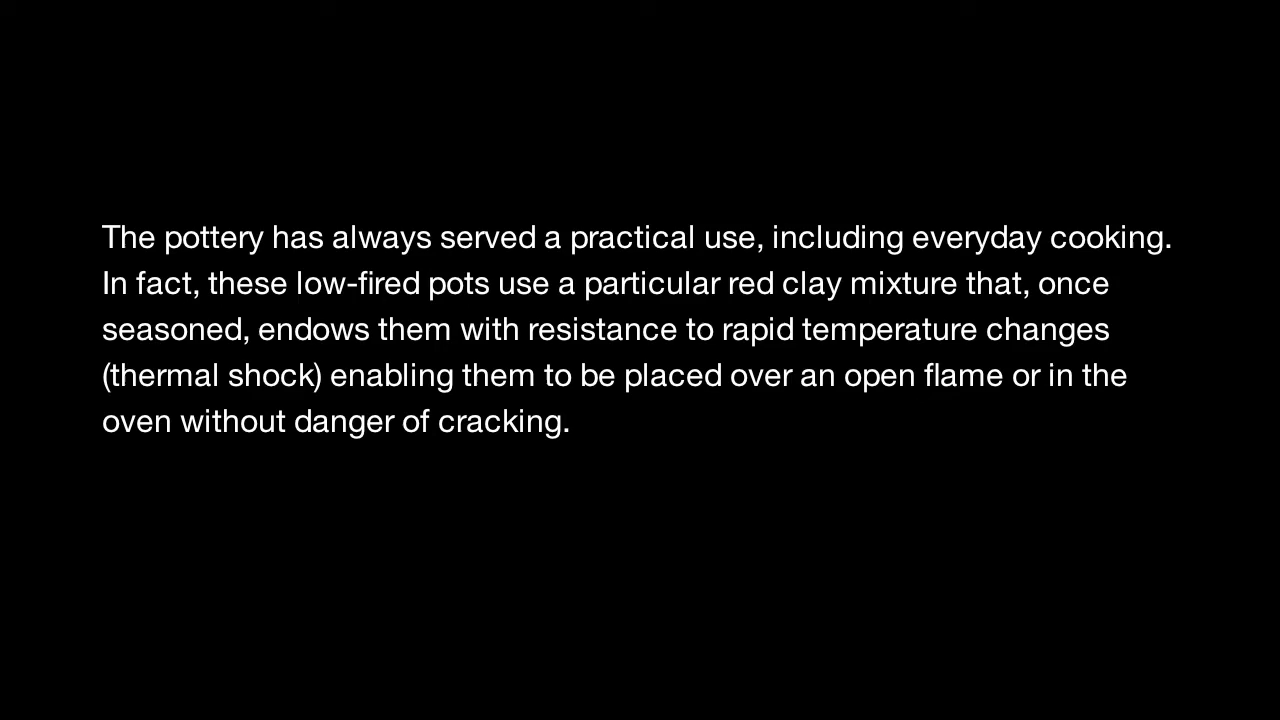 The pottery has always served a practical use, including everyday cooking.
In fact, these low-fired pots use a particular red clay mixture that, once
seasoned, endows them with resistance to rapid temperature changes
(thermal shock) enabling them to be placed over an open flame or in the
oven without danger of cracking.